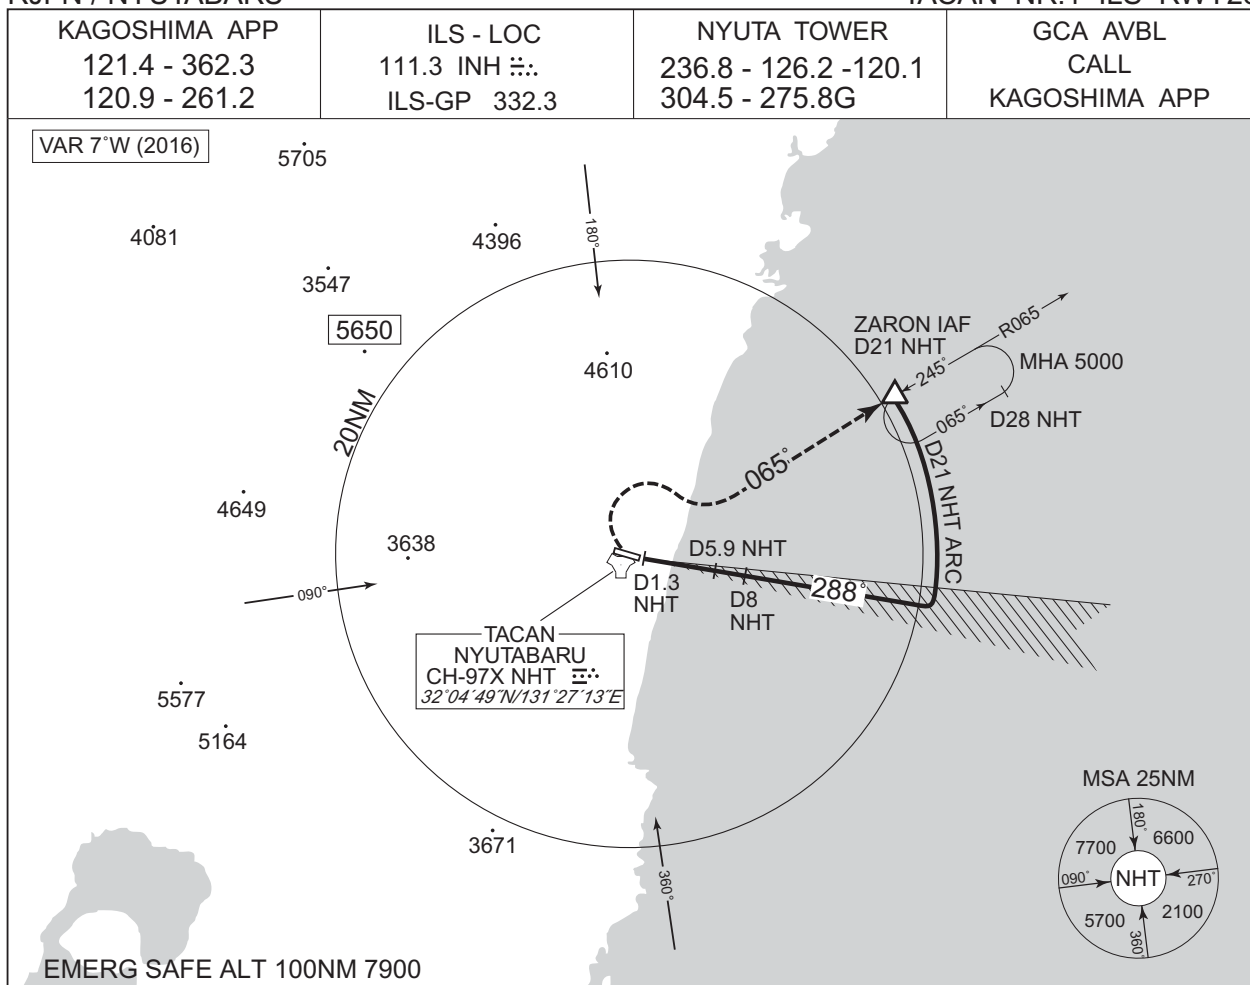 KAGOSHIMA APP
121.4 - 362.3
120.9 - 261.2
ILS - LOC
111.3 INH
ILS-GP 332.3
NYUTA TOWER
236.8 - 126.2 -120.1
304.5 - 275.8G
GCA AVBL
CALL
KAGOSHIMA APP
VAR 7°W (2016)
5705
4081
4396
180°
3547
5650
4610
20NM
ZARON IAF
D21 NHT
R065
245°
MHA 5000
065°
D28 NHT
065°
D21 NHT ARC
4649
3638
090°
D5.9 NHT
D1.3
NHT
D8
NHT
288°
TACAN
NYUTABARU
CH-97X NHT
32°04´49˝N/131°27´13˝E
5577
5164
3671
360°
MSA 25NM
180°
7700
6600
090°
NHT
270°
5700
2100
360°
EMERG SAFE ALT 100NM 7900